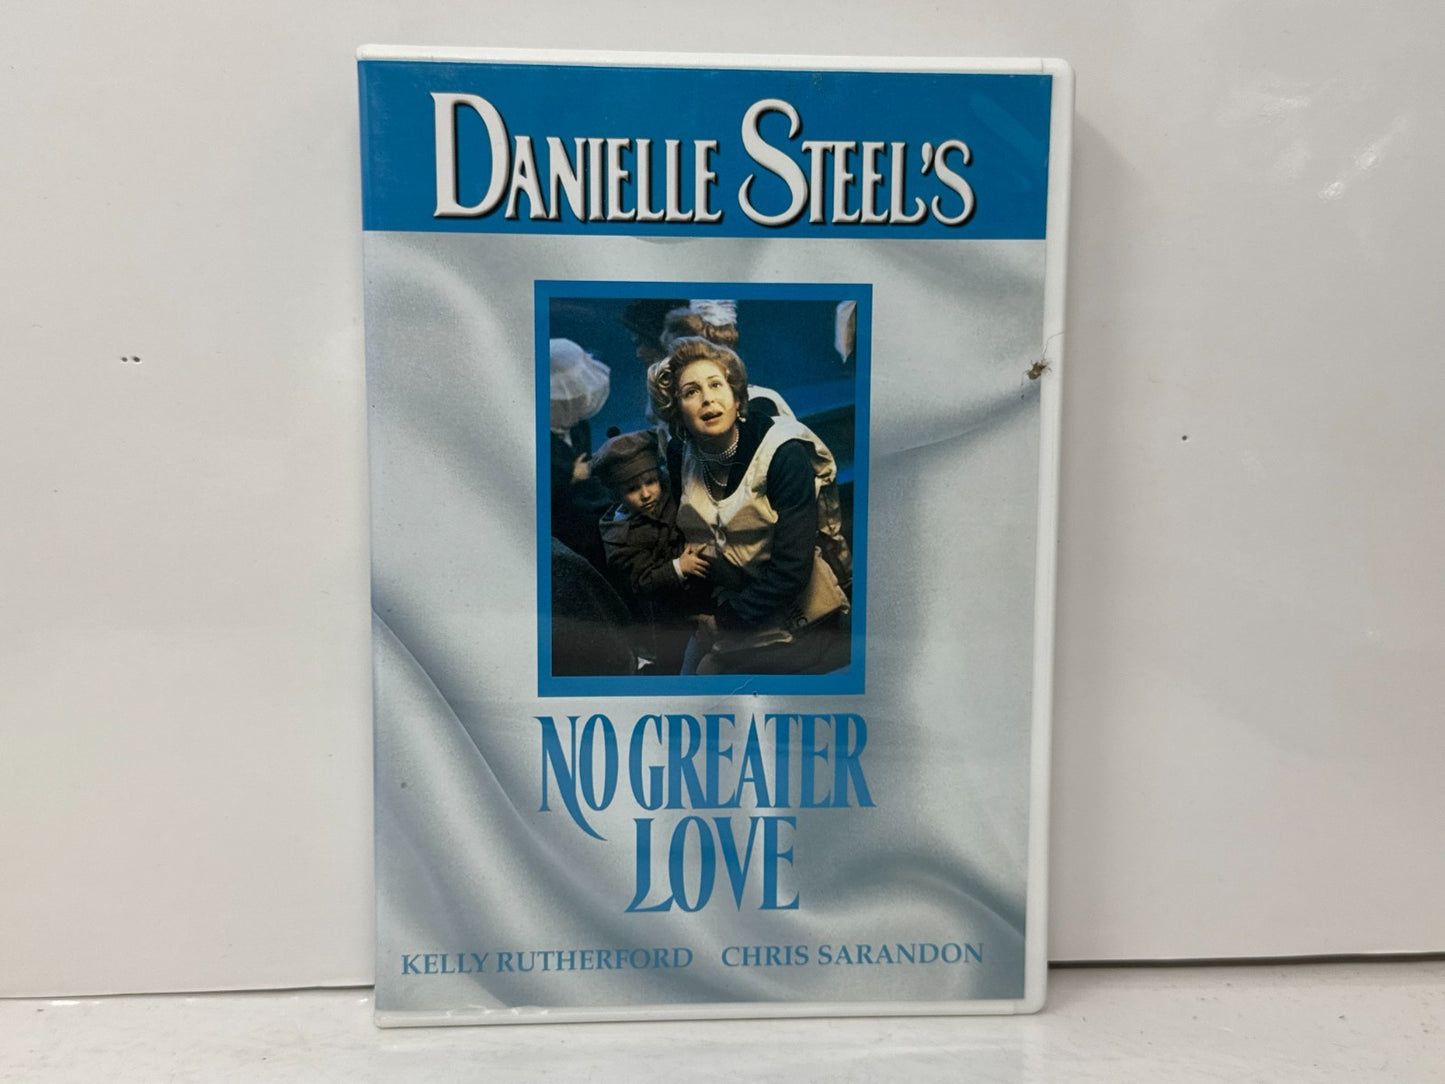 DANIELLE STEEL'S
NO GREATER
LOVE
KELLY RUTHERFORD CHRIS SARANDON